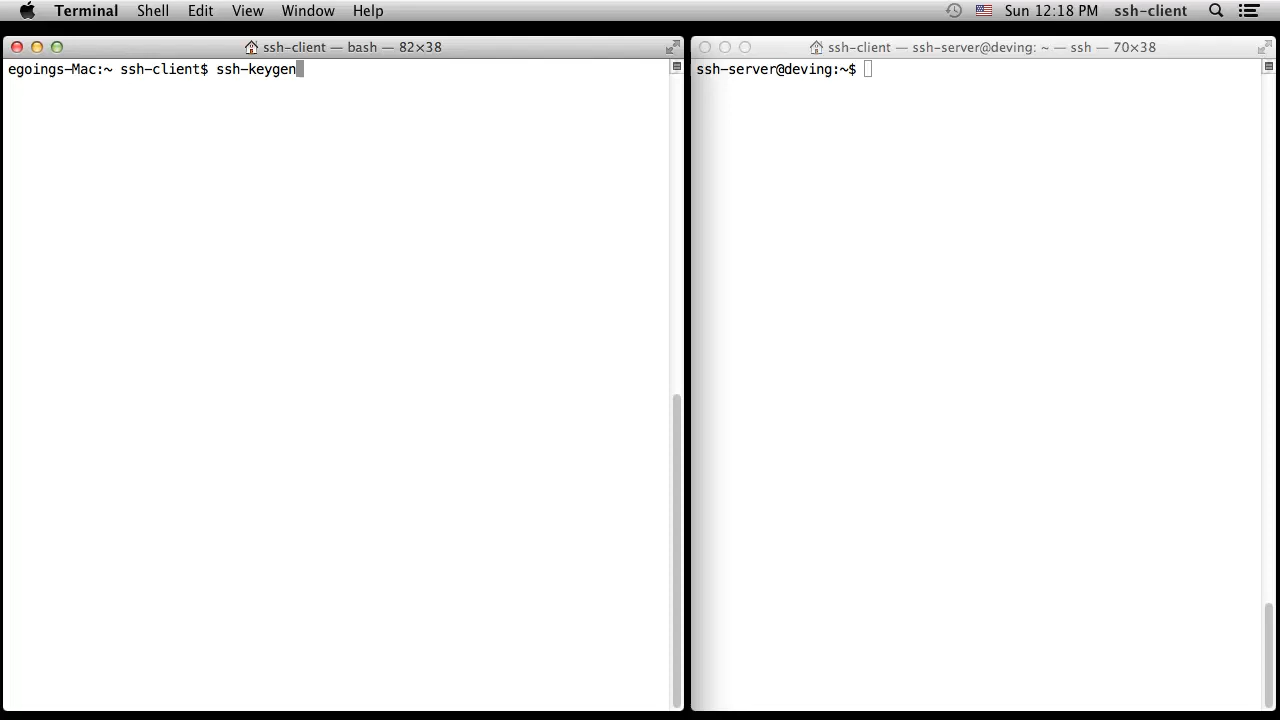 Terminal Shell Edit View Window Help Sun 12:18 PM ssh-client
ssh-client — bash — 82×38
egoings-Mac:~ ssh-client$ ssh-keygen
ssh-client — ssh-server@deving: ~ — ssh — 70×38
ssh-server@deving:~$